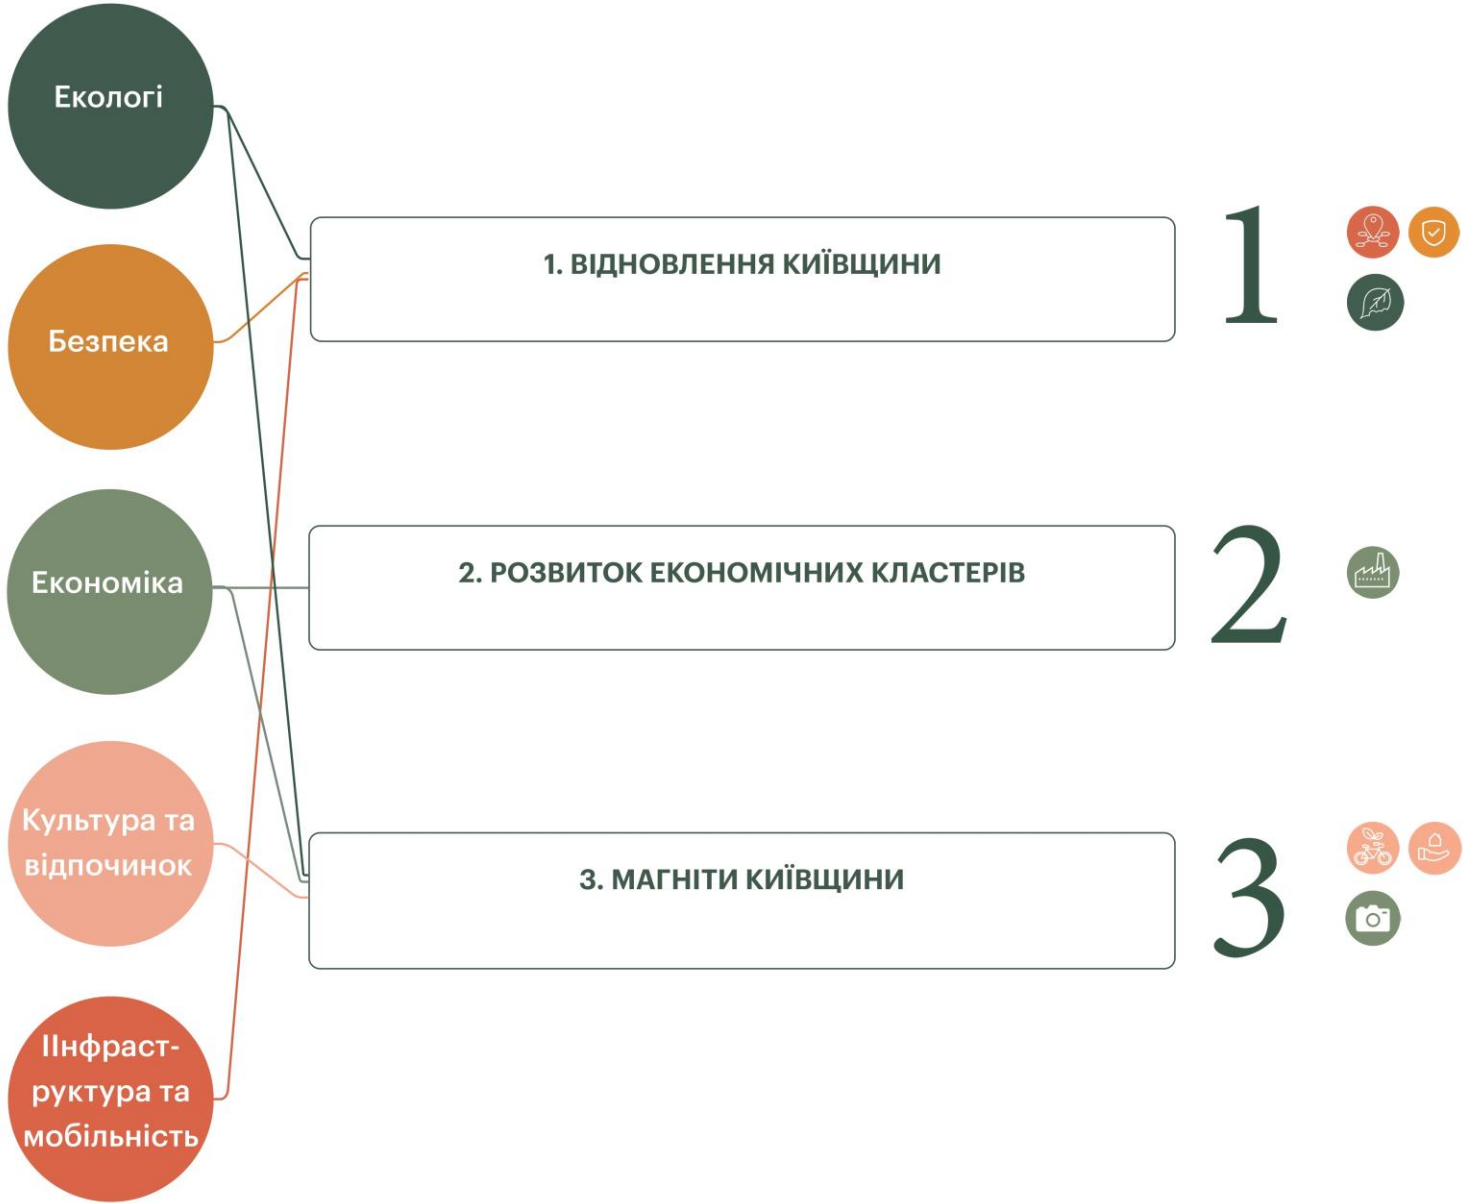 Екологі
Безпека
Економіка
Культура та
відпочинок
ІІнфраст-
руктура та
мобільність
1. ВІДНОВЛЕННЯ КИЇВЩИНИ
1
2. РОЗВИТОК ЕКОНОМІЧНИХ КЛАСТЕРІВ
2
3. МАГНІТИ КИЇВЩИНИ
3